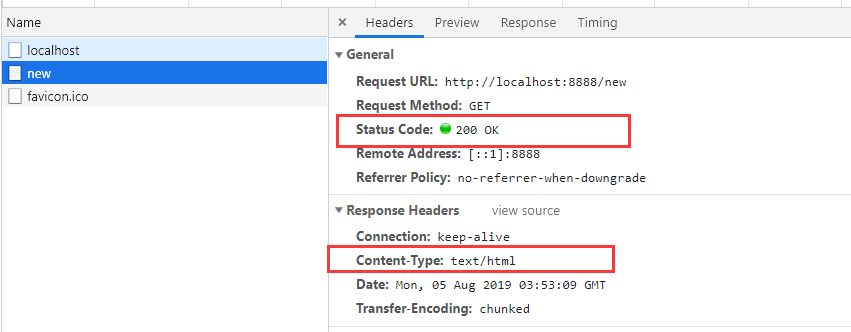 Name
localhost
new
favicon.ico
× Headers Preview Response Timing
▼ General
Request URL: http://localhost:8888/new
Request Method: GET
Status Code: 200 OK
Remote Address: [::1]:8888
Referrer Policy: no-referrer-when-downgrade
▼ Response Headers view source
Connection: keep-alive
Content-Type: text/html
Date: Mon, 05 Aug 2019 03:53:09 GMT
Transfer-Encoding: chunked